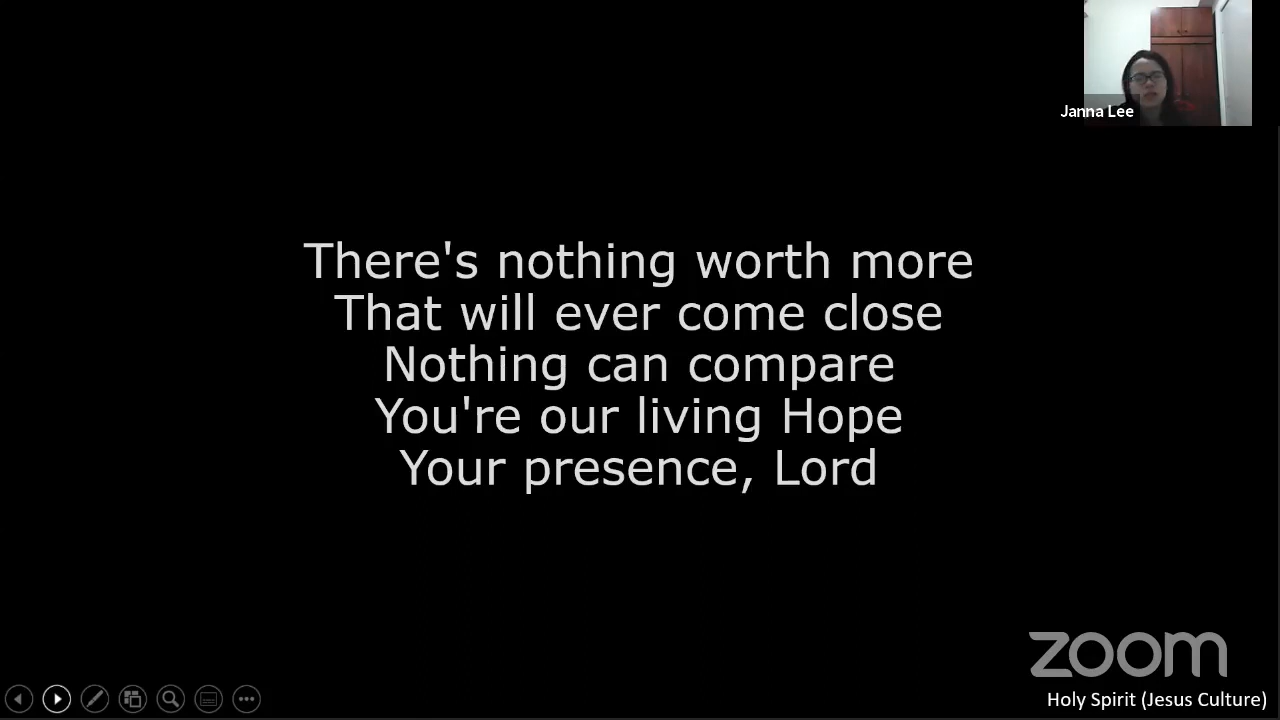 Janna Lee
There's nothing worth more
That will ever come close
Nothing can compare
You're our living Hope
Your presence, Lord
zoom
Holy Spirit (Jesus Culture)